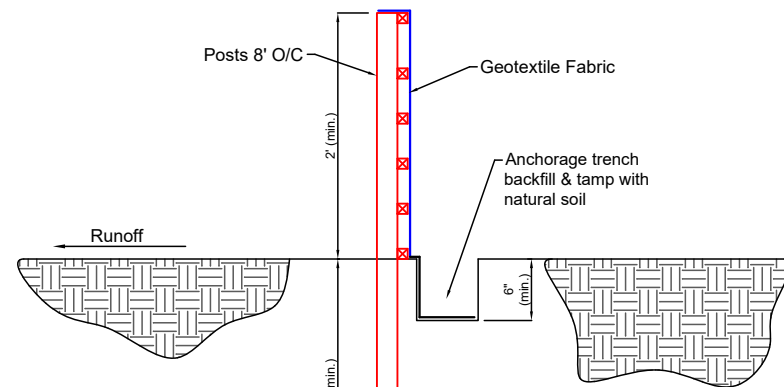 Posts 8' O/C
Geotextile Fabric
2' (min.)
Anchorage trench
backfill & tamp with
natural soil
Runoff
6"
(min.)
min.)